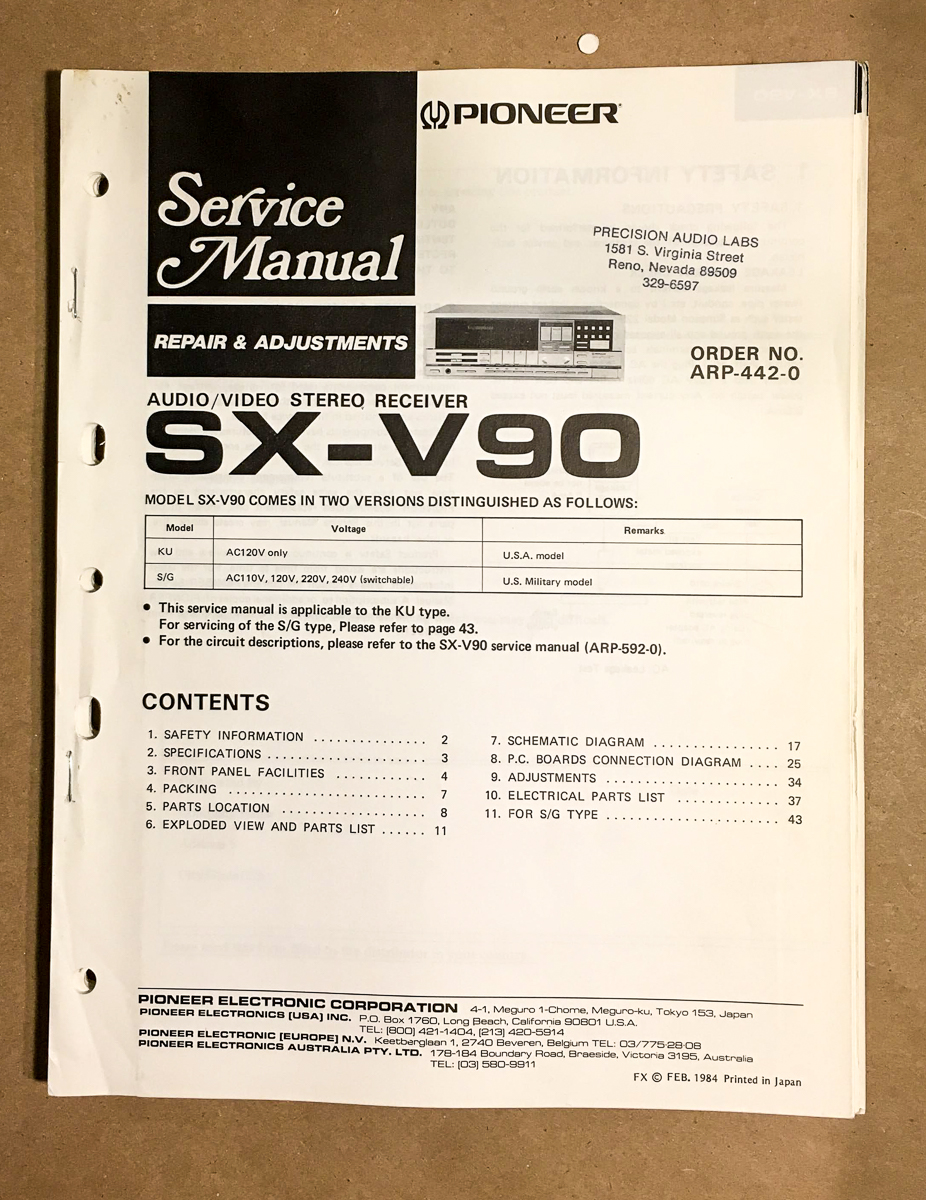 PIONEER
Service
Manual
PRECISION AUDIO LABS
1581 S. Virginia Street
Reno, Nevada 89509
329-6597
REPAIR & ADJUSTMENTS
ORDER NO.
ARP-442-0
AUDIO/VIDEO STEREO RECEIVER
SX-V90
MODEL SX-V90 COMES IN TWO VERSIONS DISTINGUISHED AS FOLLOWS:
Model Voltage Remarks
KU AC120V only U.S.A. model
S/G AC110V, 120V, 220V, 240V (switchable) U.S. Military model
● This service manual is applicable to the KU type.
For servicing of the S/G type, Please refer to page 43.
● For the circuit descriptions, please refer to the SX-V90 service manual (ARP-592-0).
CONTENTS
1. SAFETY INFORMATION ............... 2
2. SPECIFICATIONS ..................... 3
3. FRONT PANEL FACILITIES ............ 4
4. PACKING .......................... 7
5. PARTS LOCATION ................... 8
6. EXPLODED VIEW AND PARTS LIST ...... 11
7. SCHEMATIC DIAGRAM ................ 17
8. P.C. BOARDS CONNECTION DIAGRAM .... 25
9. ADJUSTMENTS ...................... 34
10. ELECTRICAL PARTS LIST ............. 37
11. FOR S/G TYPE ...................... 43
PIONEER ELECTRONIC CORPORATION 4-1, Meguro 1-Chome, Meguro-ku, Tokyo 153, Japan
PIONEER ELECTRONICS [USA] INC. P.O. Box 1760, Long Beach, California 90801 U.S.A.
TEL: [800] 421-1404, [213] 420-5914
PIONEER ELECTRONIC [EUROPE] N.V. Keetberglaan 1, 2740 Beveren, Belgium TEL: 03/775·28·08
PIONEER ELECTRONICS AUSTRALIA PTY. LTD. 178-184 Boundary Road, Braeside, Victoria 3195, Australia
TEL: [03] 580-9911
FX © FEB. 1984 Printed in Japan